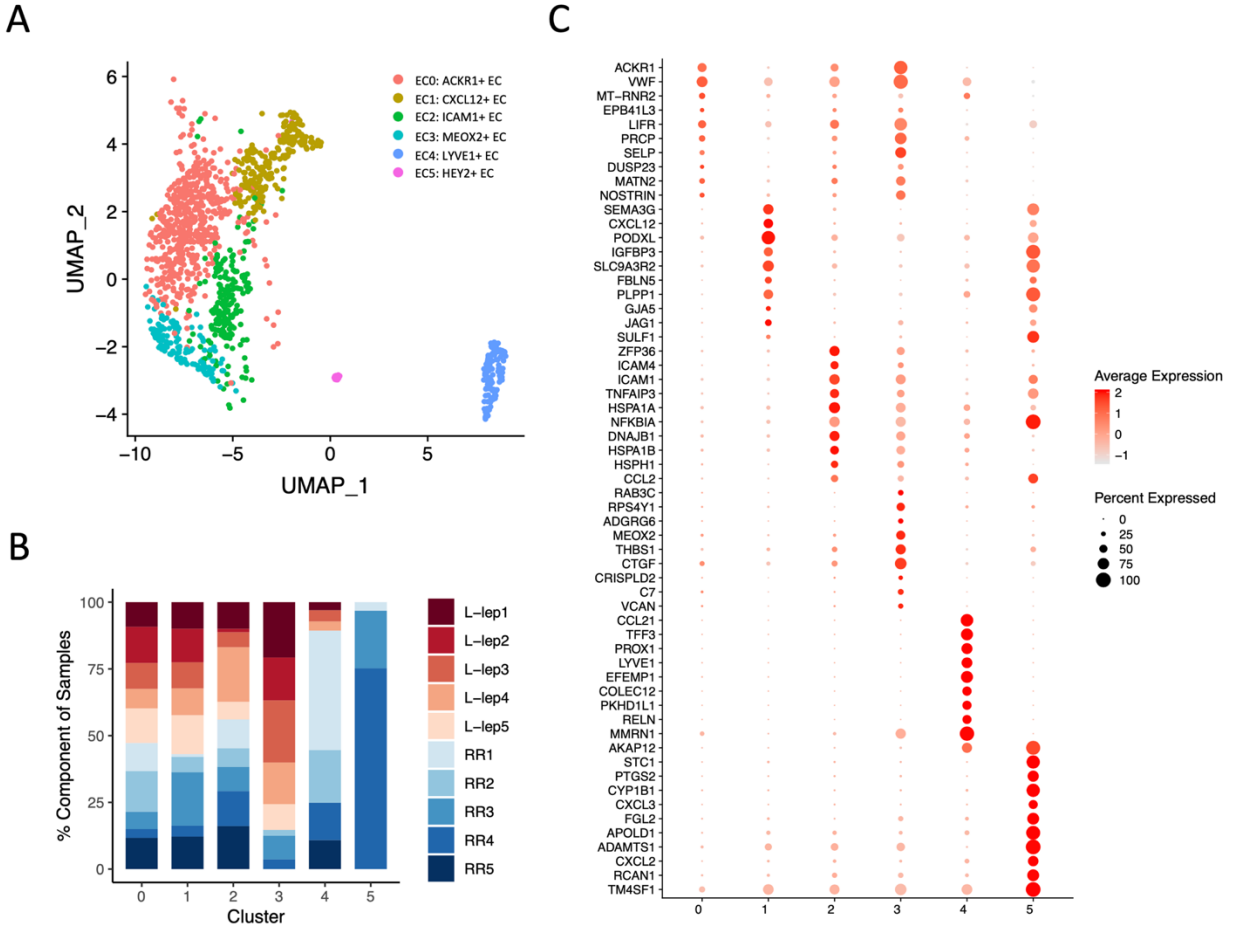 A
6
4
2
0
−2
−4
UMAP_2
−10
−5
0
5
UMAP_1
EC0: ACKR1+ EC
EC1: CXCL12+ EC
EC2: ICAM1+ EC
EC3: MEOX2+ EC
EC4: LYVE1+ EC
EC5: HEY2+ EC
B
100
75
50
25
0
% Component of Samples
0 1 2 3 4 5
Cluster
L-lep1
L-lep2
L-lep3
L-lep4
L-lep5
RR1
RR2
RR3
RR4
RR5
C
ACKR1
VWF
MT−RNR2
EPB41L3
LIFR
PRCP
SELP
DUSP23
MATN2
NOSTRIN
SEMA3G
CXCL12
PODXL
IGFBP3
SLC9A3R2
FBLN5
PLPP1
GJA5
JAG1
SULF1
ZFP36
ICAM4
ICAM1
TNFAIP3
HSPA1A
NFKBIA
DNAJB1
HSPA1B
HSPH1
CCL2
RAB3C
RPS4Y1
ADGRG6
MEOX2
THBS1
CTGF
CRISPLD2
C7
VCAN
CCL21
TFF3
PROX1
LYVE1
EFEMP1
COLEC12
PKHD1L1
RELN
MMRN1
AKAP12
STC1
PTGS2
CYP1B1
CXCL3
FGL2
APOLD1
ADAMTS1
CXCL2
RCAN1
TM4SF1
0 1 2 3 4 5
Average Expression
2
1
0
−1
Percent Expressed
0
25
50
75
100